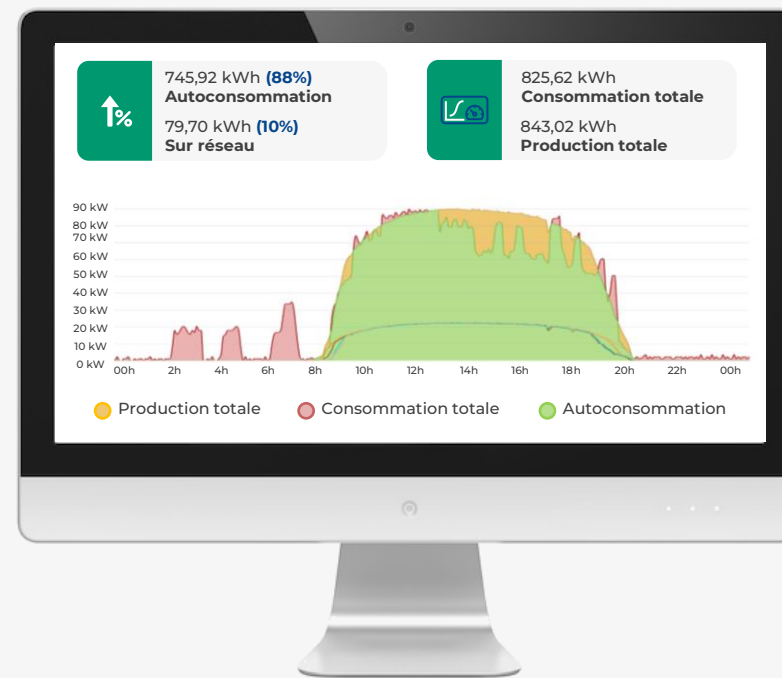 745,92 kWh (88%)
Autoconsommation
79,70 kWh (10%)
Sur réseau
%
825,62 kWh
Consommation totale
843,02 kWh
Production totale
90 kW
80 kW
70 kW
60 kW
50 kW
40 kW
30 kW
20 kW
10 kW
0 kW
00h 2h 4h 6h 8h 10h 12h 14h 16h 18h 20h 22h 00h
Production totale Consommation totale Autoconsommation